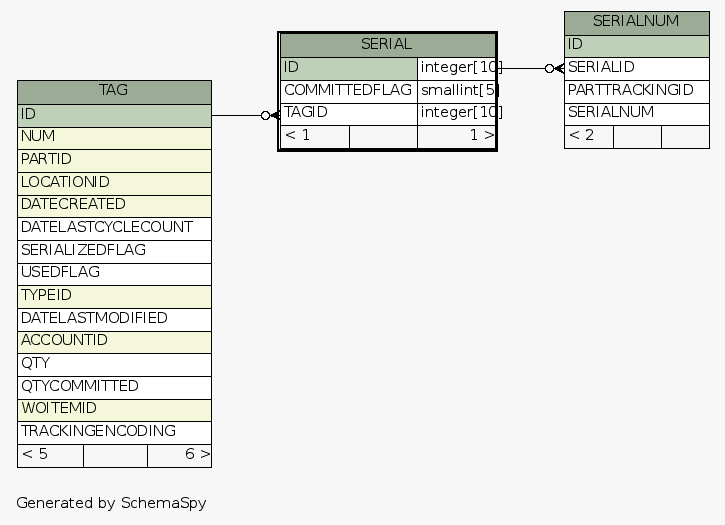 TAG
ID
NUM
PARTID
LOCATIONID
DATECREATED
DATELASTCYCLECOUNT
SERIALIZEDFLAG
USEDFLAG
TYPEID
DATELASTMODIFIED
ACCOUNTID
QTY
QTYCOMMITTED
WOITEMID
TRACKINGENCODING
< 5 6 >
SERIAL
ID integer[10]
COMMITTEDFLAG smallint[5]
TAGID integer[10]
< 1 1 >
SERIALNUM
ID
SERIALID
PARTTRACKINGID
SERIALNUM
< 2
Generated by SchemaSpy